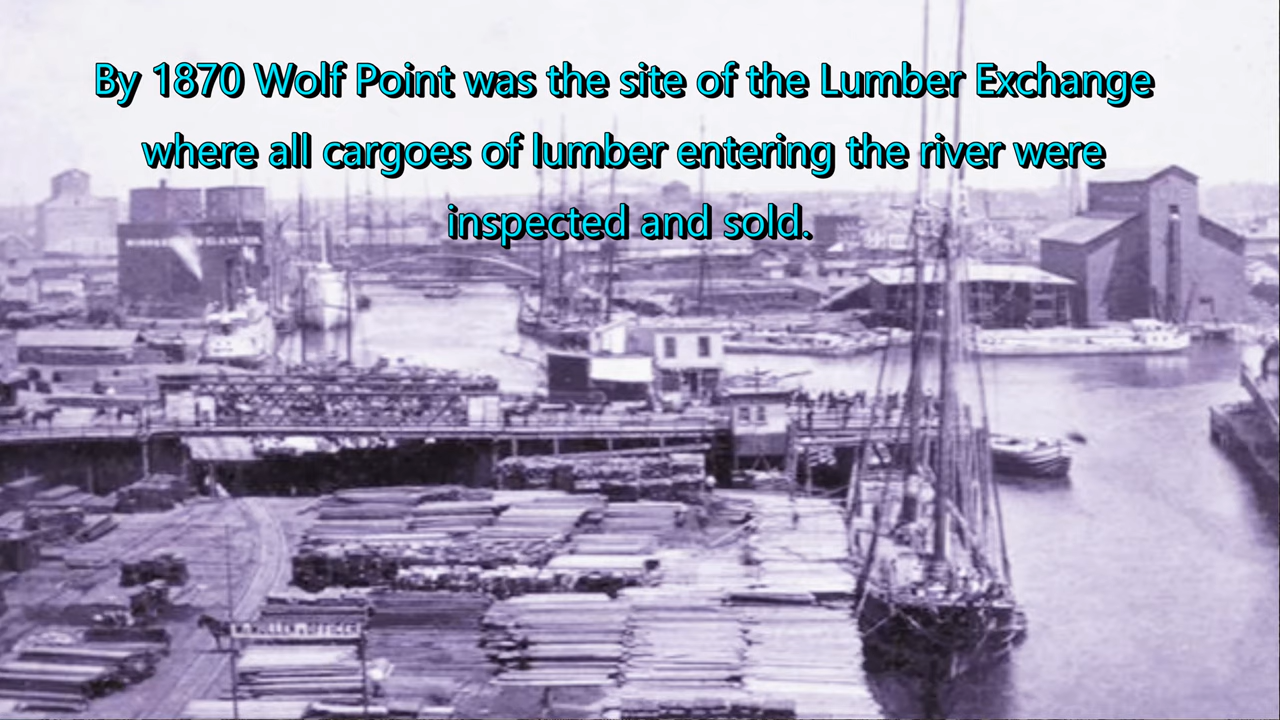 By 1870 Wolf Point was the site of the Lumber Exchange
where all cargoes of lumber entering the river were
inspected and sold.